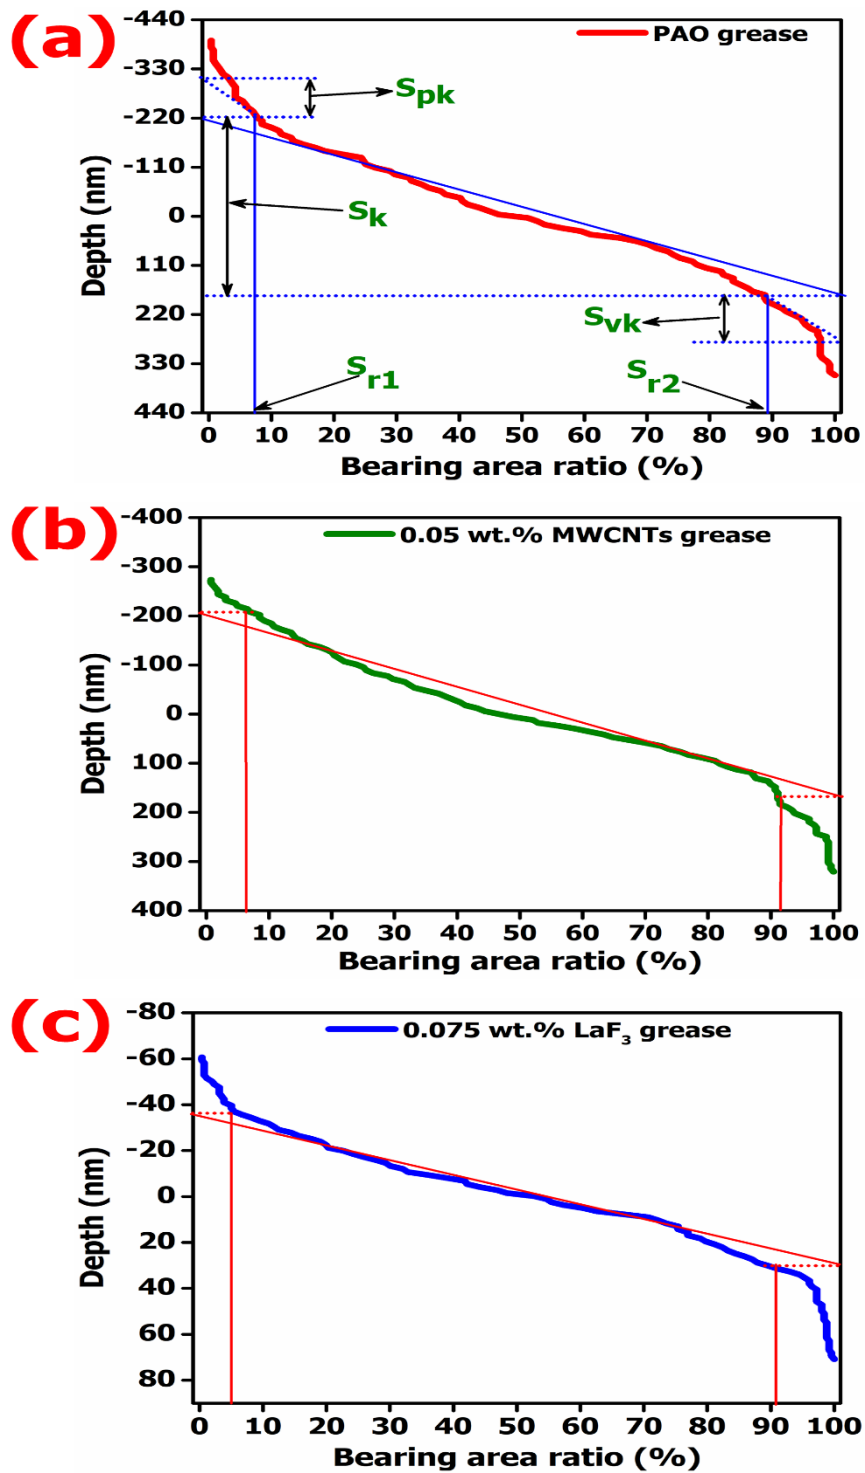 (a)
PAO grease
-440
-330
-220
-110
0
110
220
330
440
Depth (nm)
Spk
Sk
Svk
Sr1
Sr2
0 10 20 30 40 50 60 70 80 90 100
Bearing area ratio (%)
(b)
0.05 wt.% MWCNTs grease
-400
-300
-200
-100
0
100
200
300
400
Depth (nm)
0 10 20 30 40 50 60 70 80 90 100
Bearing area ratio (%)
(c)
0.075 wt.% LaF₃ grease
-80
-60
-40
-20
0
20
40
60
80
Depth (nm)
0 10 20 30 40 50 60 70 80 90 100
Bearing area ratio (%)